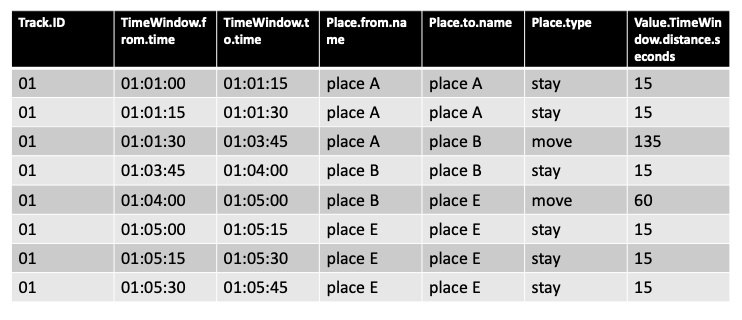 Track.ID TimeWindow.from.time TimeWindow.to.time Place.from.name Place.to.name Place.type Value.TimeWindow.distance.seconds
01 01:01:00 01:01:15 place A place A stay 15
01 01:01:15 01:01:30 place A place A stay 15
01 01:01:30 01:03:45 place A place B move 135
01 01:03:45 01:04:00 place B place B stay 15
01 01:04:00 01:05:00 place B place E move 60
01 01:05:00 01:05:15 place E place E stay 15
01 01:05:15 01:05:30 place E place E stay 15
01 01:05:30 01:05:45 place E place E stay 15